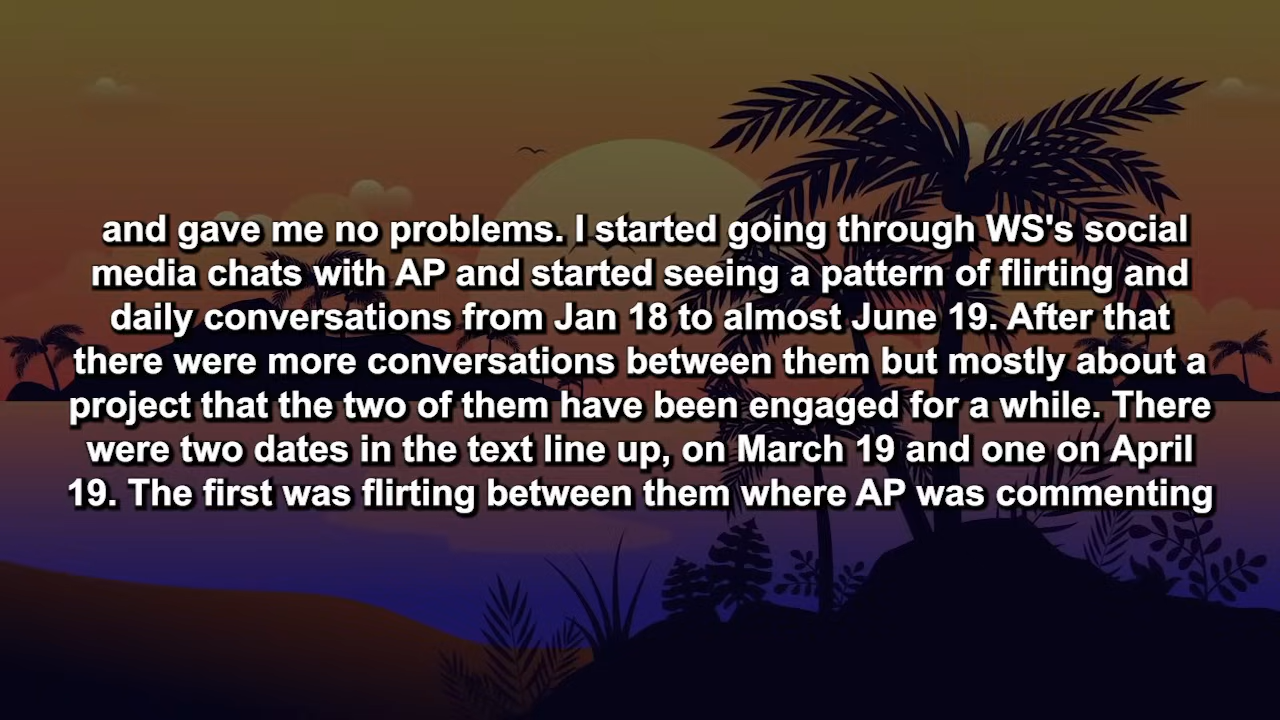 and gave me no problems. I started going through WS's social
media chats with AP and started seeing a pattern of flirting and
daily conversations from Jan 18 to almost June 19. After that
there were more conversations between them but mostly about a
project that the two of them have been engaged for a while. There
were two dates in the text line up, on March 19 and one on April
19. The first was flirting between them where AP was commenting